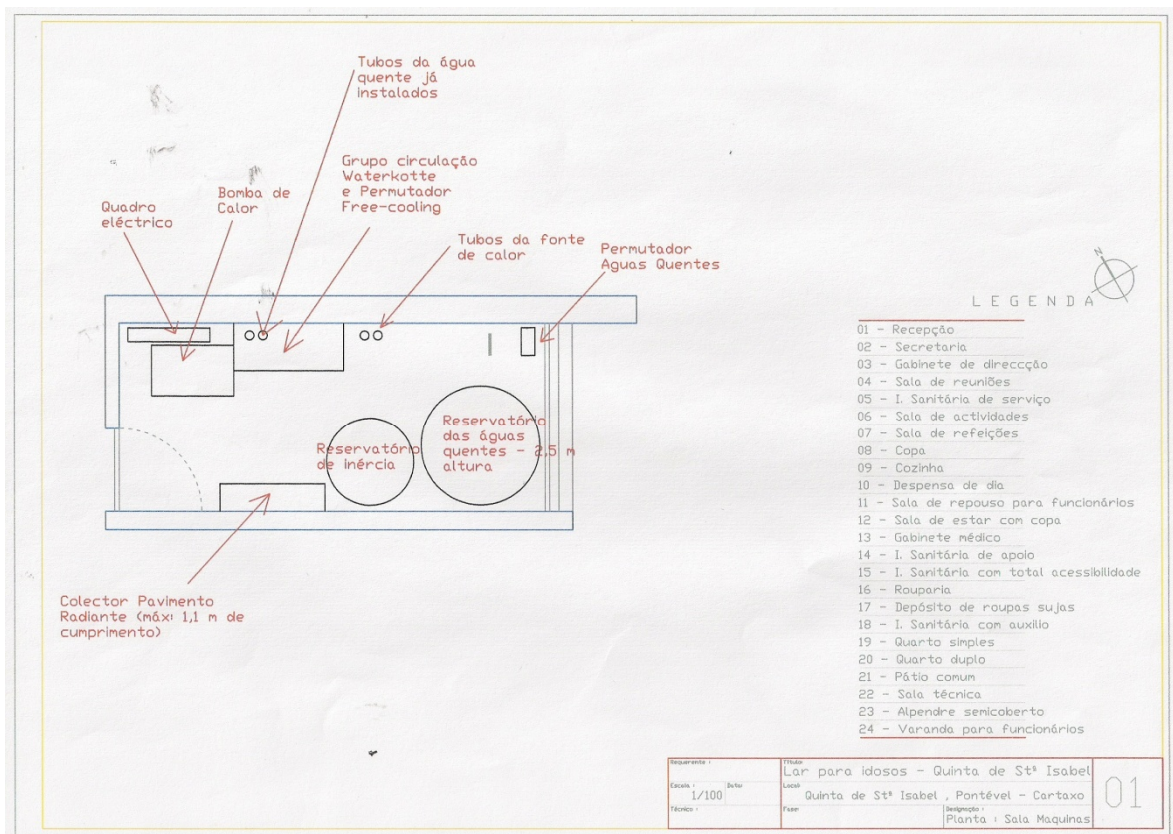 Tubos da água
quente já
instalados
Grupo circulação
Waterkotte
e Permutador
Free-cooling
Bomba de
Calor
Quadro
eléctrico
Tubos da fonte
de calor
Permutador
Aguas Quentes
N
LEGENDA
Reservatório
de inércia
Reservatório
das águas
quentes - 2,5 m
altura
Colector Pavimento
Radiante (máx: 1,1 m de
cumprimento)
01 - Recepção
02 - Secretaria
03 - Gabinete de direccção
04 - Sala de reuniões
05 - I. Sanitária de serviço
06 - Sala de actividades
07 - Sala de refeições
08 - Copa
09 - Cozinha
10 - Despensa de dia
11 - Sala de repouso para funcionários
12 - Sala de estar com copa
13 - Gabinete médico
14 - I. Sanitária de apoio
15 - I. Sanitária com total acessibilidade
16 - Rouparia
17 - Depósito de roupas sujas
18 - I. Sanitária com auxilio
19 - Quarto simples
20 - Quarto duplo
21 - Pátio comum
22 - Sala técnica
23 - Alpendre semicoberto
24 - Varanda para funcionários
Requerente :
Título:
Lar para idosos - Quinta de Stª Isabel
Escala :
1/100
Data:
Local:
Quinta de Stª Isabel , Pontével - Cartaxo
Técnico :
Fase:
Designação :
Planta : Sala Maquinas
01